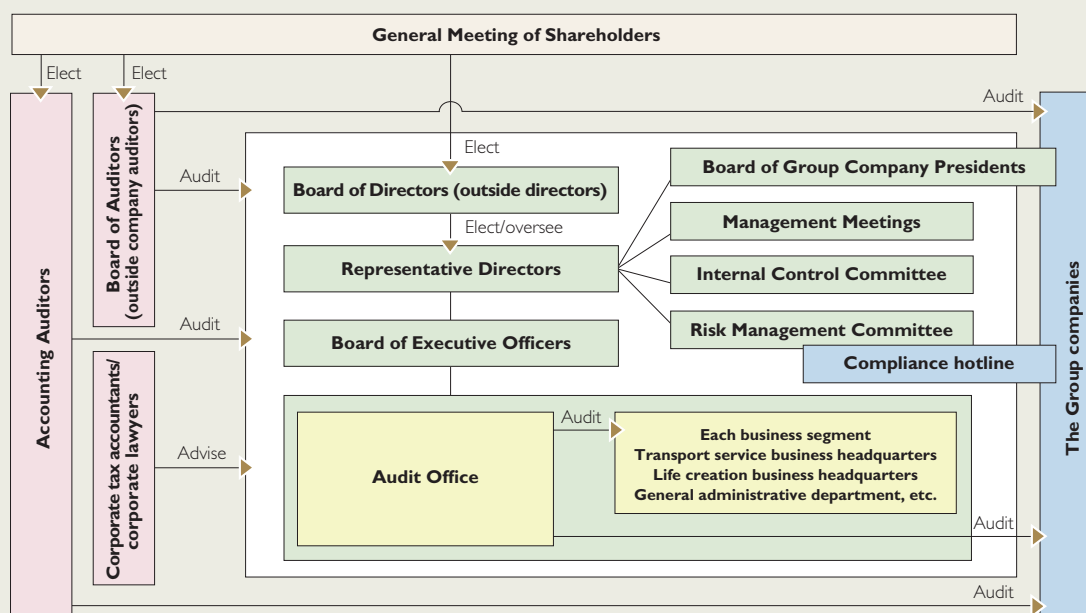 General Meeting of Shareholders
Elect
Elect
Audit
Accounting Auditors
Board of Auditors
(outside company auditors)
Audit
Elect
Board of Directors (outside directors)
Elect/oversee
Representative Directors
Board of Group Company Presidents
Management Meetings
Internal Control Committee
Risk Management Committee
Compliance hotline
The Group companies
Audit
Board of Executive Officers
Corporate tax accountants/
corporate lawyers
Advise
Audit Office
Audit
Each business segment
Transport service business headquarters
Life creation business headquarters
General administrative department, etc.
Audit
Audit